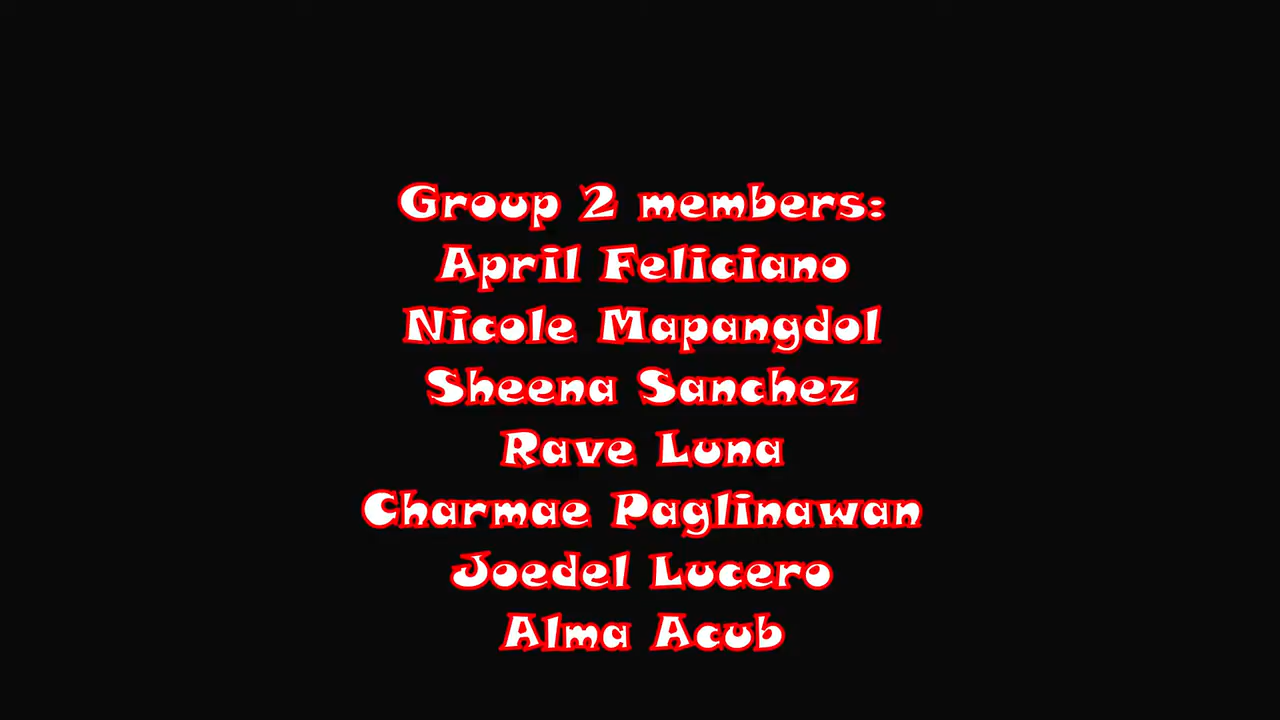 Group 2 members:
April Feliciano
Nicole Mapangdol
Sheena Sanchez
Rave Luna
Charmae Paglinawan
Joedel Lucero
Alma Acub